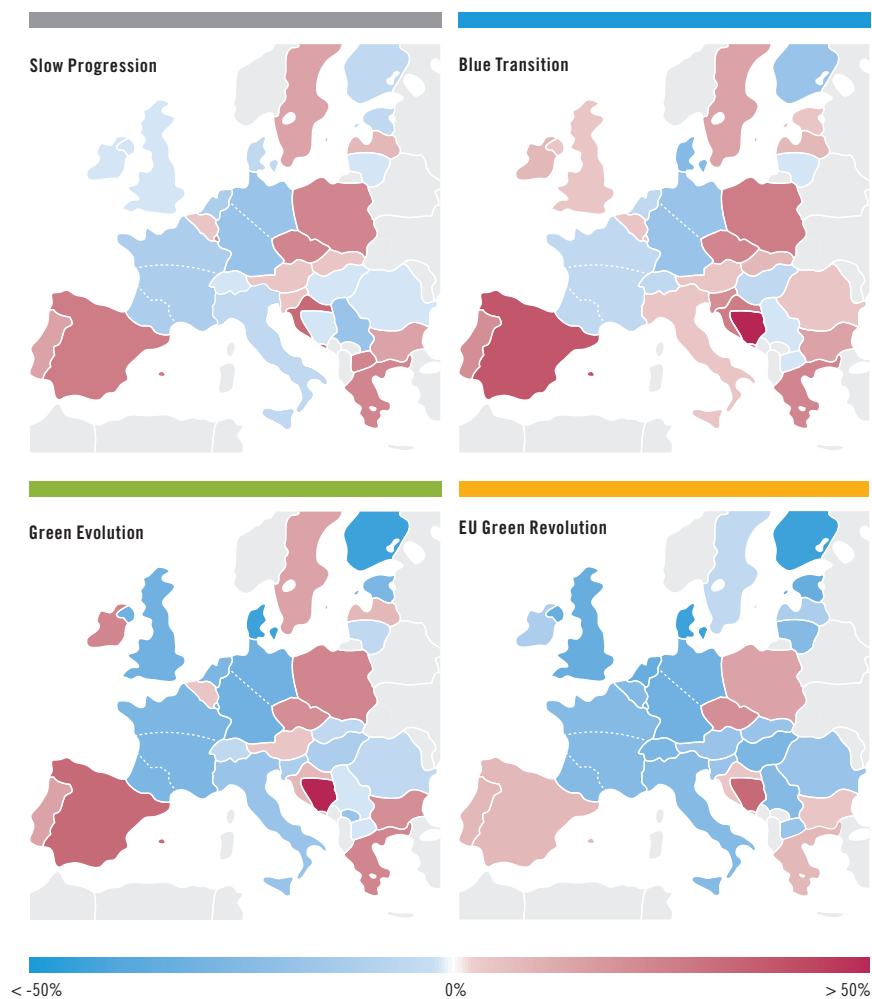 Slow Progression
Blue Transition
Green Evolution
EU Green Revolution
< -50%
0%
> 50%